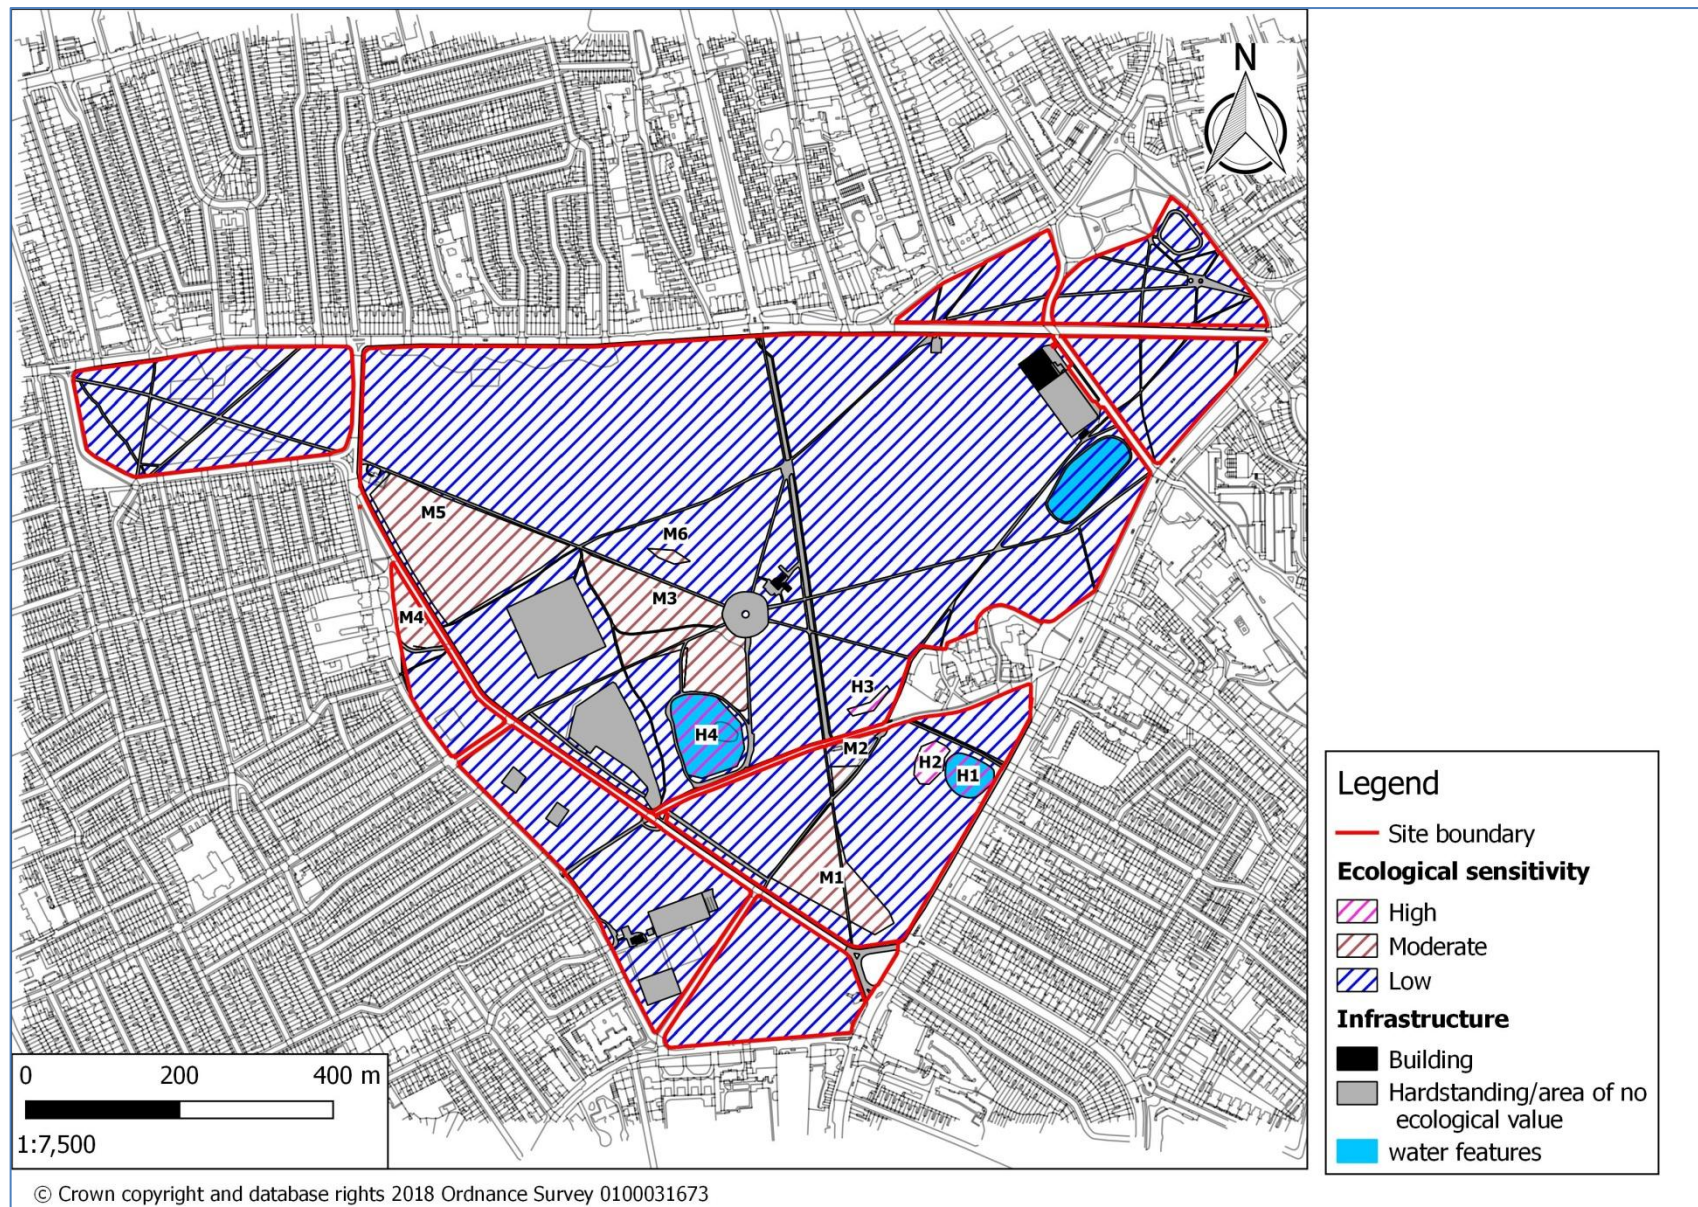 N
M5
M6
M3
M4
H3
H4
M2
H2
H1
M1
Legend
Site boundary
Ecological sensitivity
High
Moderate
Low
Infrastructure
Building
Hardstanding/area of no
ecological value
water features
0 200 400 m
1:7,500
© Crown copyright and database rights 2018 Ordnance Survey 0100031673